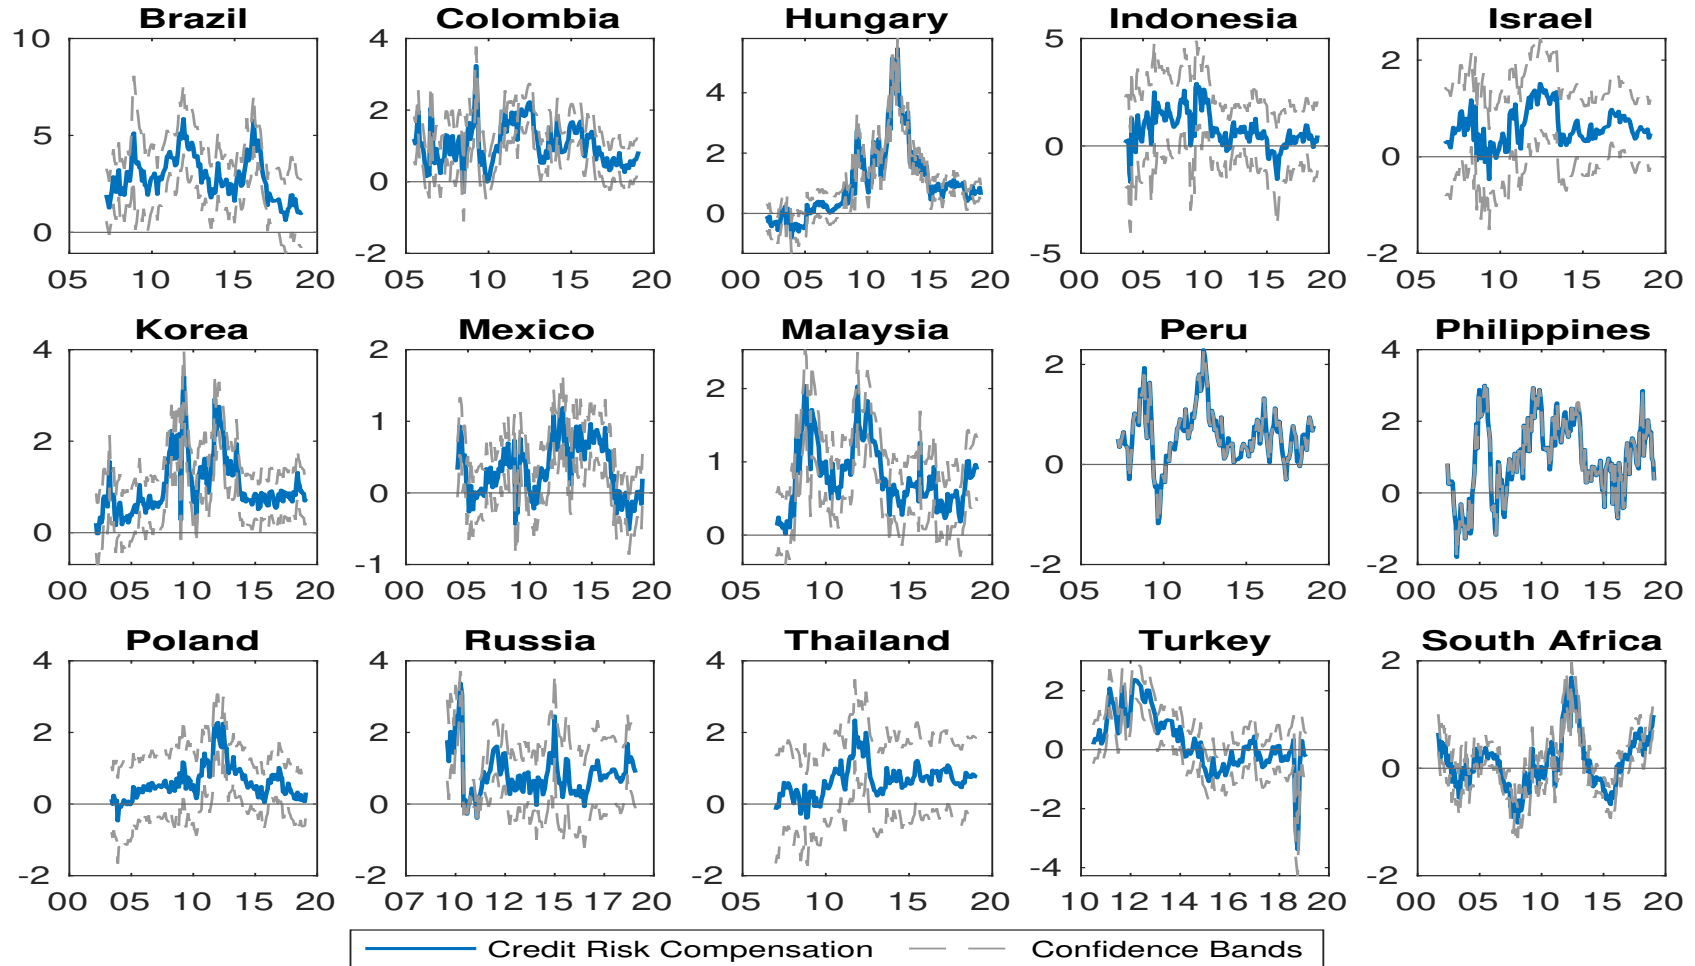 Brazil Colombia Hungary Indonesia Israel
10 5 0
05 10 15 20
4 2 0 -2
05 10 15 20
4 2 0
00 05 10 15 20
5 0 -5
00 05 10 15 20
2 0 -2
05 10 15 20
Korea Mexico Malaysia Peru Philippines
4 2 0
00 05 10 15 20
2 1 0 -1
00 05 10 15 20
2 1 0
05 10 15 20
2 0 -2
05 10 15 20
4 2 0 -2
00 05 10 15 20
Poland Russia Thailand Turkey South Africa
4 2 0 -2
00 05 10 15 20
4 2 0 -2
07 10 12 15 17 20
4 2 0 -2
05 10 15 20
2 0 -2 -4
10 12 14 16 18 20
2 0 -2
00 05 10 15 20
Credit Risk Compensation Confidence Bands